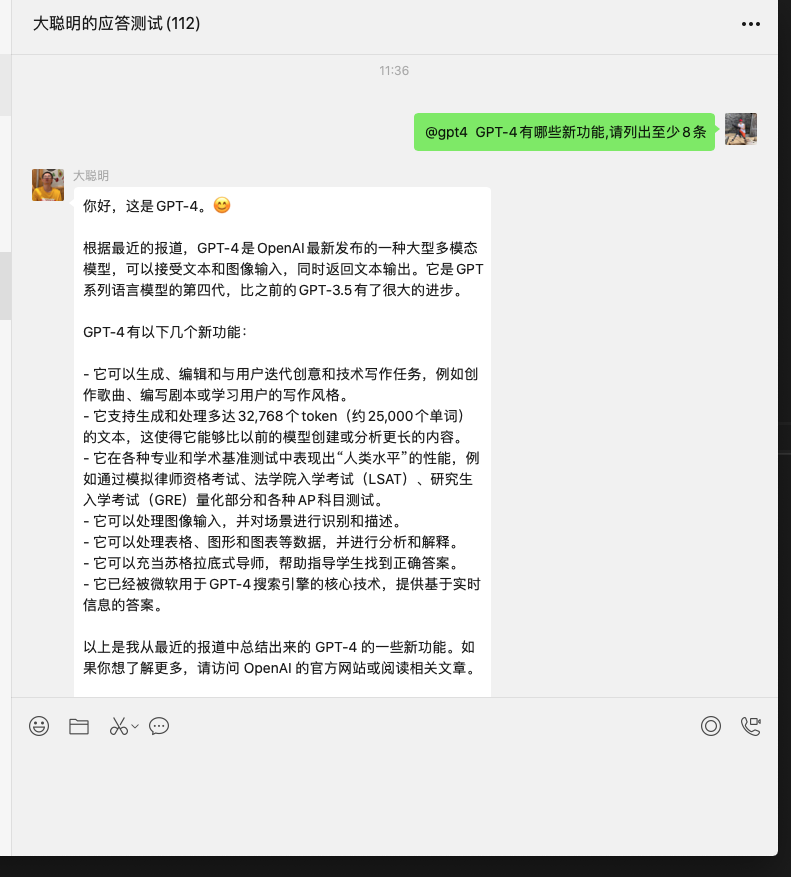 大聪明的应答测试(112)
11:36
@gpt4 GPT-4有哪些新功能,请列出至少8条
大聪明
你好，这是GPT-4。😊
根据最近的报道，GPT-4是OpenAI最新发布的一种大型多模态
模型，可以接受文本和图像输入，同时返回文本输出。它是GPT
系列语言模型的第四代，比之前的GPT-3.5有了很大的进步。
GPT-4有以下几个新功能：
- 它可以生成、编辑和与用户迭代创意和技术写作任务，例如创
作歌曲、编写剧本或学习用户的写作风格。
- 它支持生成和处理多达32,768个token（约25,000个单词）
的文本，这使得它能够比以前的模型创建或分析更长的内容。
- 它在各种专业和学术基准测试中表现出“人类水平”的性能，例
如通过模拟律师资格考试、法学院入学考试（LSAT）、研究生
入学考试（GRE）量化部分和各种AP科目测试。
- 它可以处理图像输入，并对场景进行识别和描述。
- 它可以处理表格、图形和图表等数据，并进行分析和解释。
- 它可以充当苏格拉底式导师，帮助指导学生找到正确答案。
- 它已经被微软用于GPT-4搜索引擎的核心技术，提供基于实时
信息的答案。
以上是我从最近的报道中总结出来的 GPT-4 的一些新功能。如
果你想了解更多，请访问 OpenAI 的官方网站或阅读相关文章。